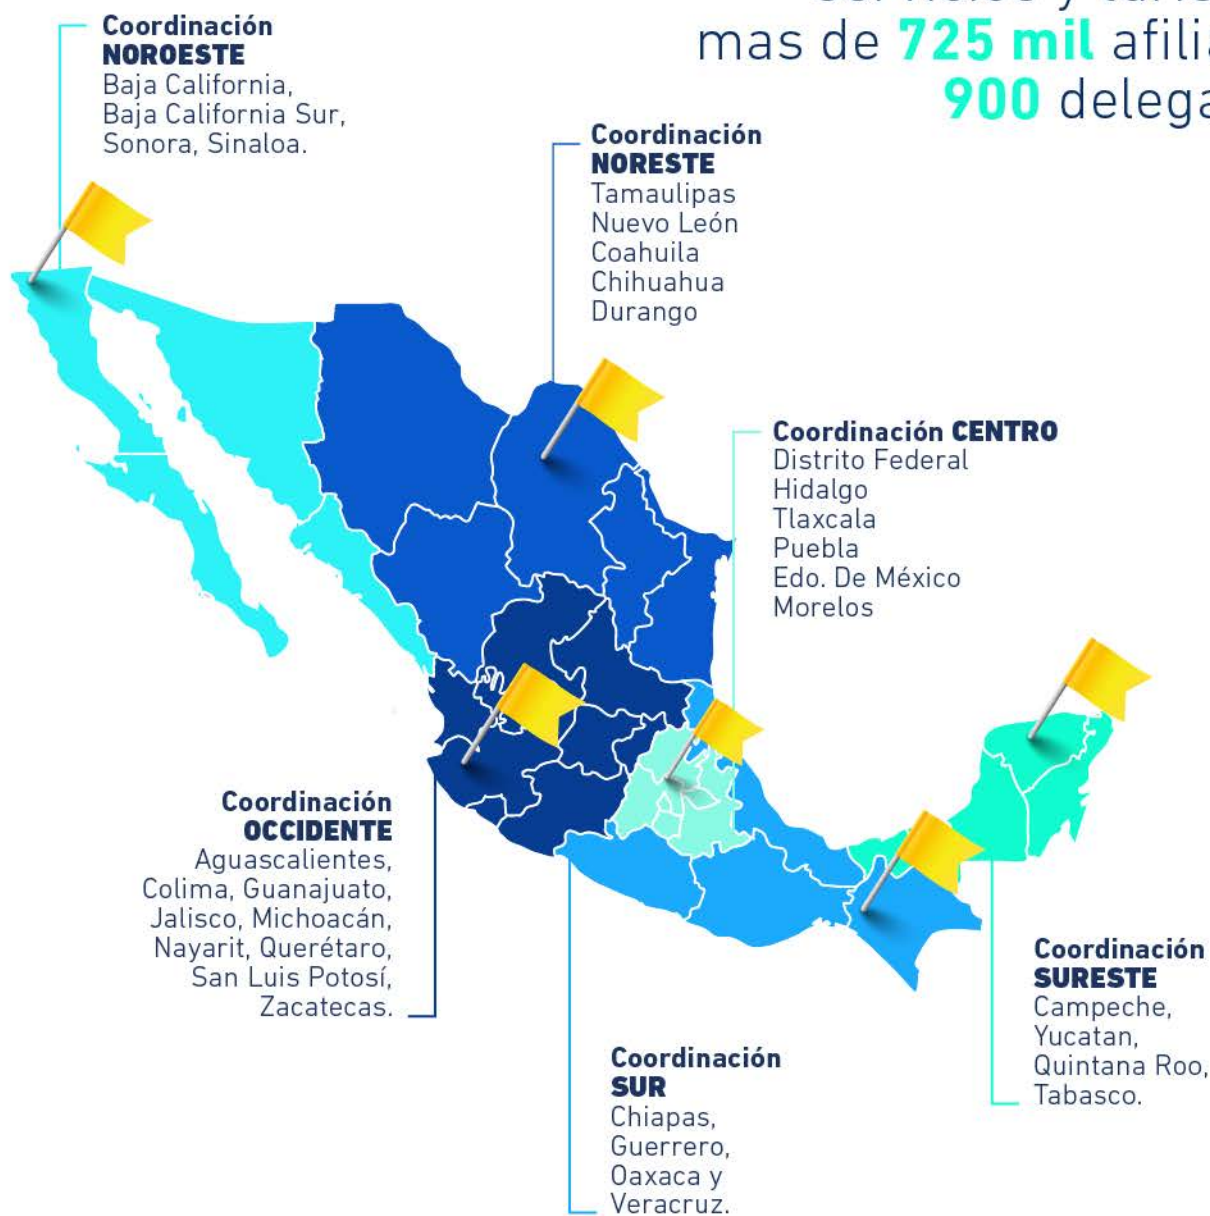 mas de 725 mil
900
Coordinación
NOROESTE
Baja California,
Baja California Sur,
Sonora, Sinaloa.
Coordinación
NORESTE
Tamaulipas
Nuevo León
Coahuila
Chihuahua
Durango
Coordinación CENTRO
Distrito Federal
Hidalgo
Tlaxcala
Puebla
Edo. De México
Morelos
Coordinación
OCCIDENTE
Aguascalientes,
Colima, Guanajuato,
Jalisco, Michoacán,
Nayarit, Querétaro,
San Luis Potosí,
Zacatecas.
Coordinación
SURESTE
Campeche,
Yucatan,
Quintana Roo,
Tabasco.
Coordinación
SUR
Chiapas,
Guerrero,
Oaxaca y
Veracruz.